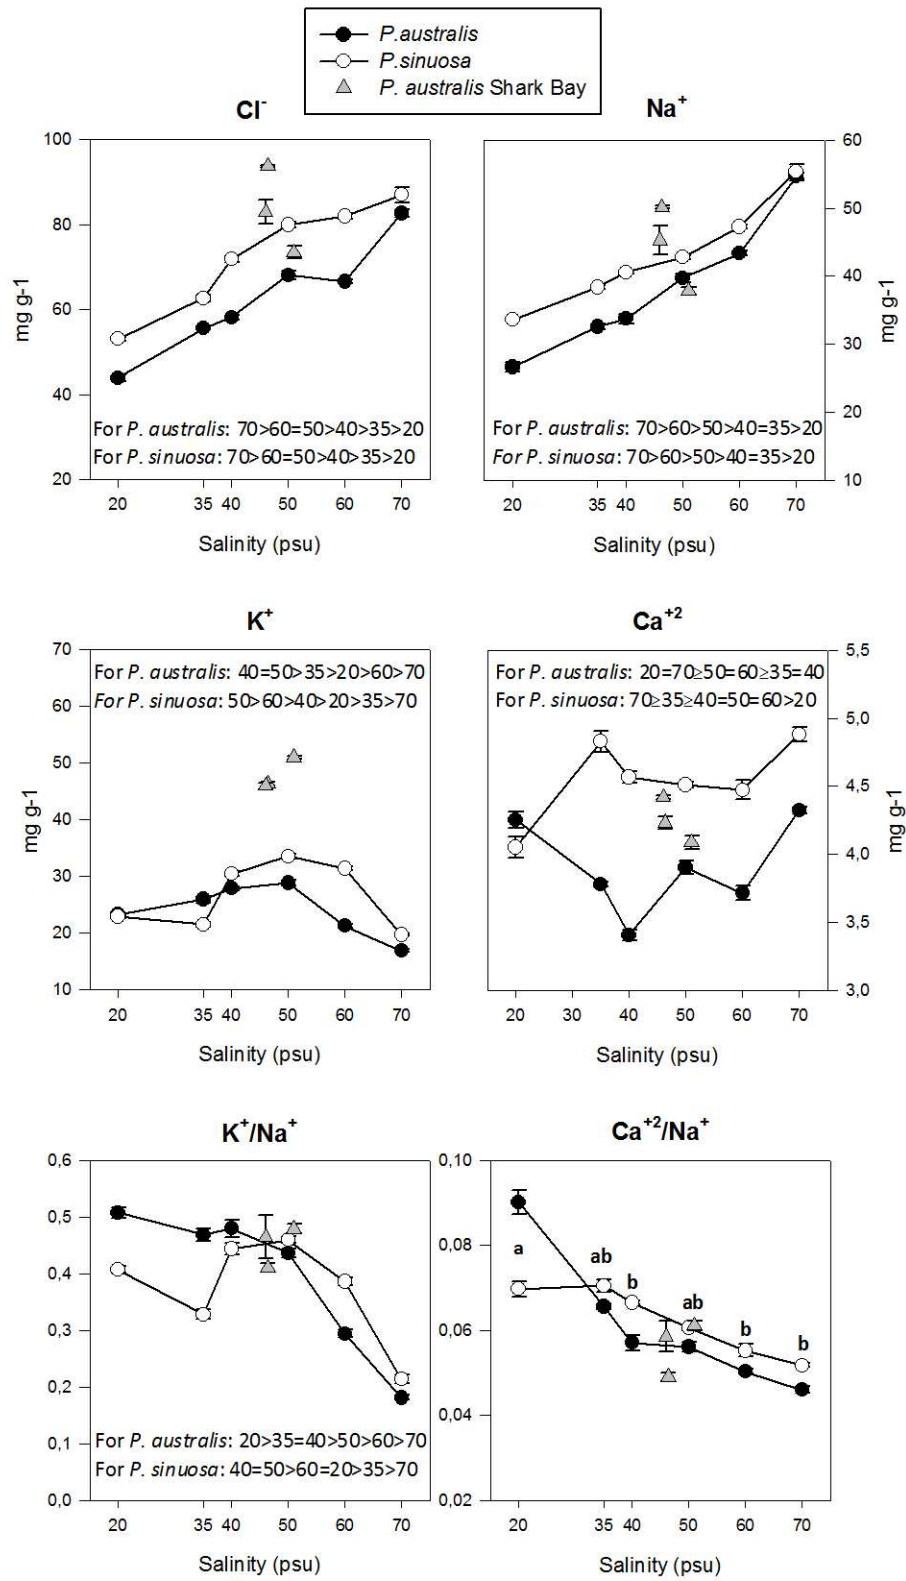 P.australis
P.sinuosa
P. australis Shark Bay
Cl-
Na+
100
80
60
40
20
mg g-1
For P. australis: 70>60=50>40>35>20
For P. sinuosa: 70>60=50>40>35>20
20 35 40 50 60 70
Salinity (psu)
60
50
40
30
20
10
mg g-1
For P. australis: 70>60>50>40=35>20
For P. sinuosa: 70>60>50>40=35>20
20 35 40 50 60 70
Salinity (psu)
K+
Ca+2
70
60
50
40
30
20
10
mg g-1
For P. australis: 40=50>35>20>60>70
For P. sinuosa: 50>60>40>20>35>70
20 35 40 50 60 70
Salinity (psu)
5,5
5,0
4,5
4,0
3,5
3,0
mg g-1
For P. australis: 20=70≥50=60≥35=40
For P. sinuosa: 70≥35≥40=50=60>20
20 30 40 50 60 70
Salinity (psu)
K+/Na+
Ca+2/Na+
0,6
0,5
0,4
0,3
0,2
0,1
0,0
For P. australis: 20>35=40>50>60>70
For P. sinuosa: 40=50>60=20>35>70
20 35 40 50 60 70
Salinity (psu)
0,10
0,08
0,06
0,04
0,02
a ab b ab b b
20 35 40 50 60 70
Salinity (psu)